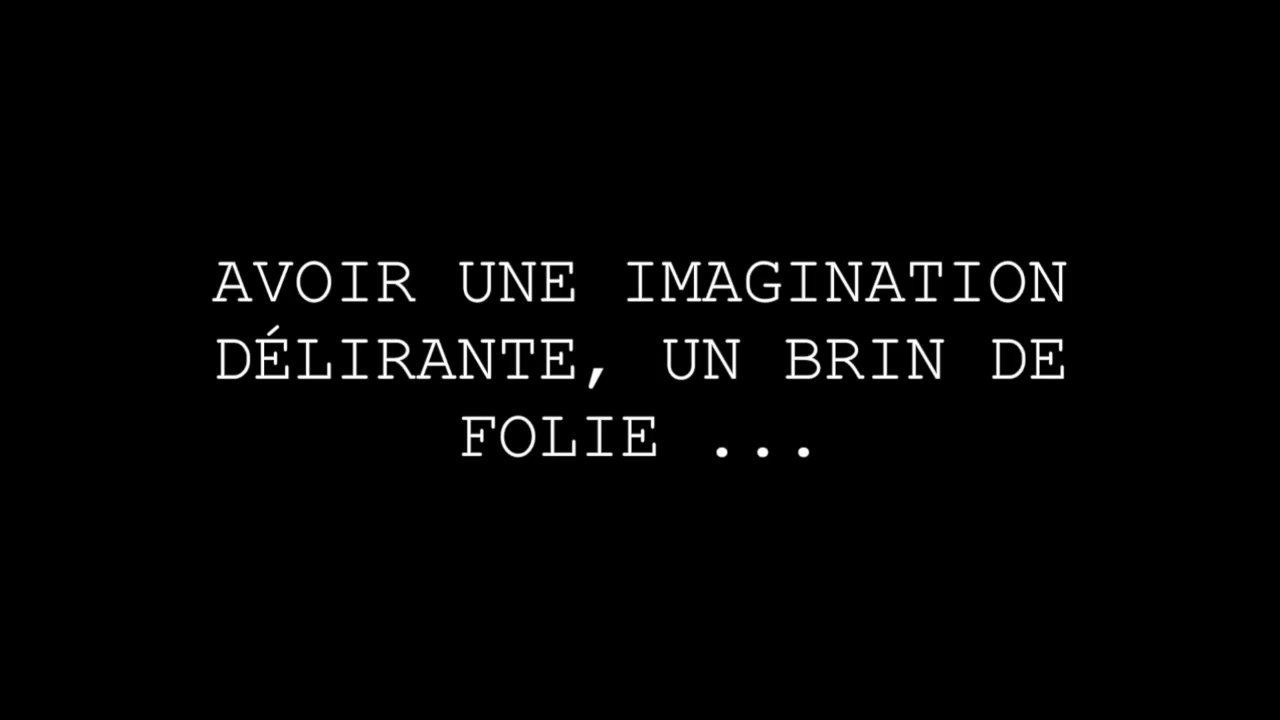 AVOIR UNE IMAGINATION
DÉLIRANTE, UN BRIN DE
FOLIE ...